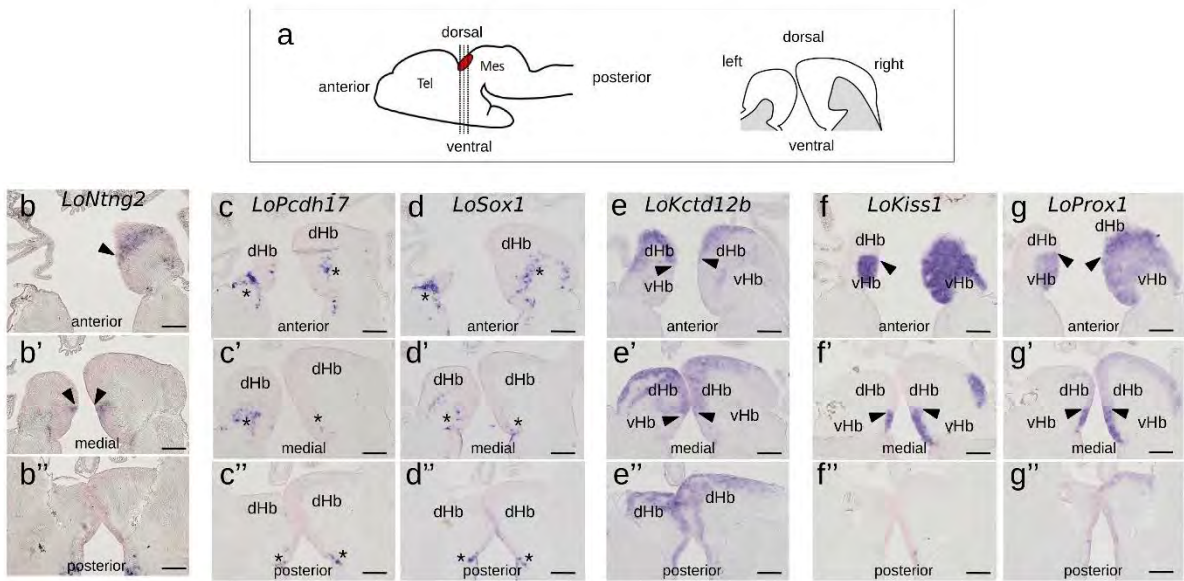 a
dorsal
anterior
Tel
Mes
posterior
ventral
dorsal
left
right
ventral
b LoNtng2
anterior
b'
medial
b''
posterior
c LoPcdh17
dHb
dHb
*
*
anterior
c'
dHb
dHb
*
*
medial
c''
dHb
dHb
*
*
posterior
d LoSox1
*
*
anterior
d'
dHb
dHb
*
*
medial
d''
dHb
dHb
*
*
posterior
e LoKctd12b
dHb
dHb
vHb
vHb
anterior
e'
dHb
dHb
vHb
vHb
medial
e''
dHb
dHb
posterior
f LoKiss1
dHb
vHb
vHb
anterior
f'
dHb
dHb
vHb
vHb
medial
f''
posterior
g LoProx1
dHb
dHb
vHb
vHb
anterior
g'
dHb
dHb
vHb
vHb
medial
g''
posterior